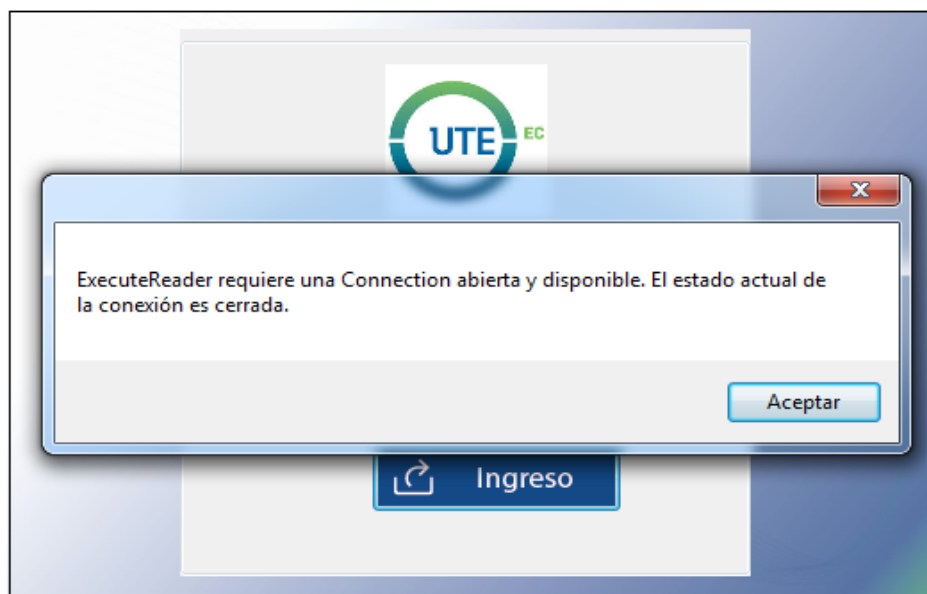 UTE EC
ExecuteReader requiere una Connection abierta y disponible. El estado actual de
la conexión es cerrada.
Aceptar
Ingreso